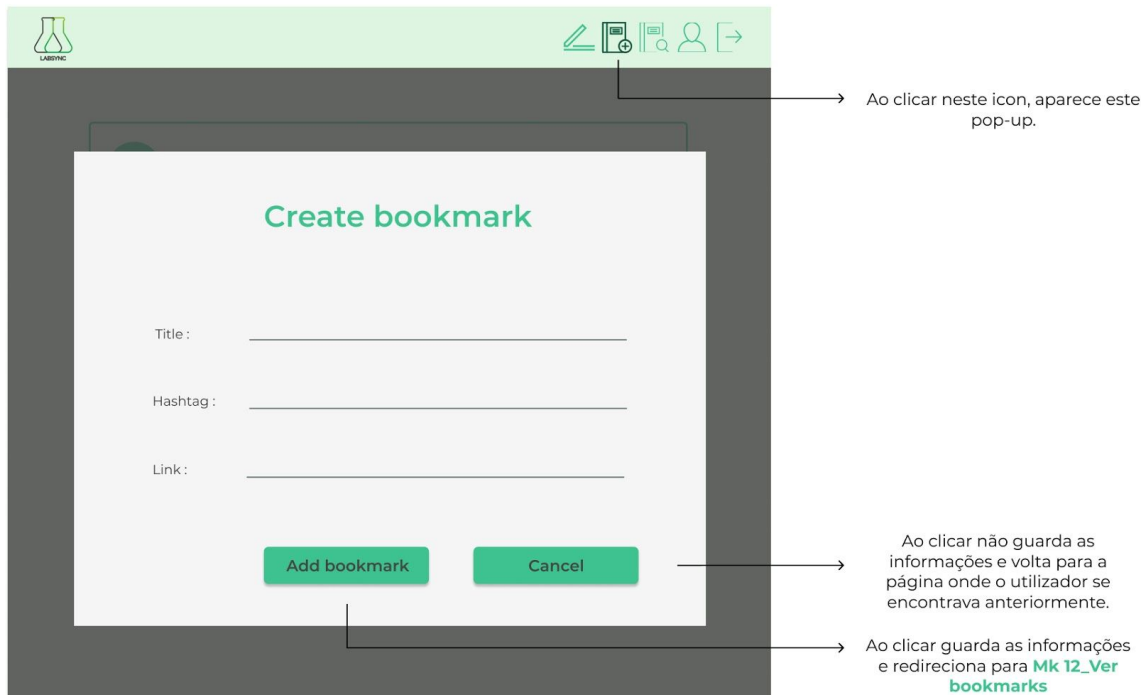 LABSYNC
Ao clicar neste icon, aparece este
pop-up.
Create bookmark
Title :
Hashtag :
Link :
Add bookmark
Cancel
Ao clicar não guarda as
informações e volta para a
página onde o utilizador se
encontrava anteriormente.
Ao clicar guarda as informações
e redireciona para Mk 12_Ver
bookmarks